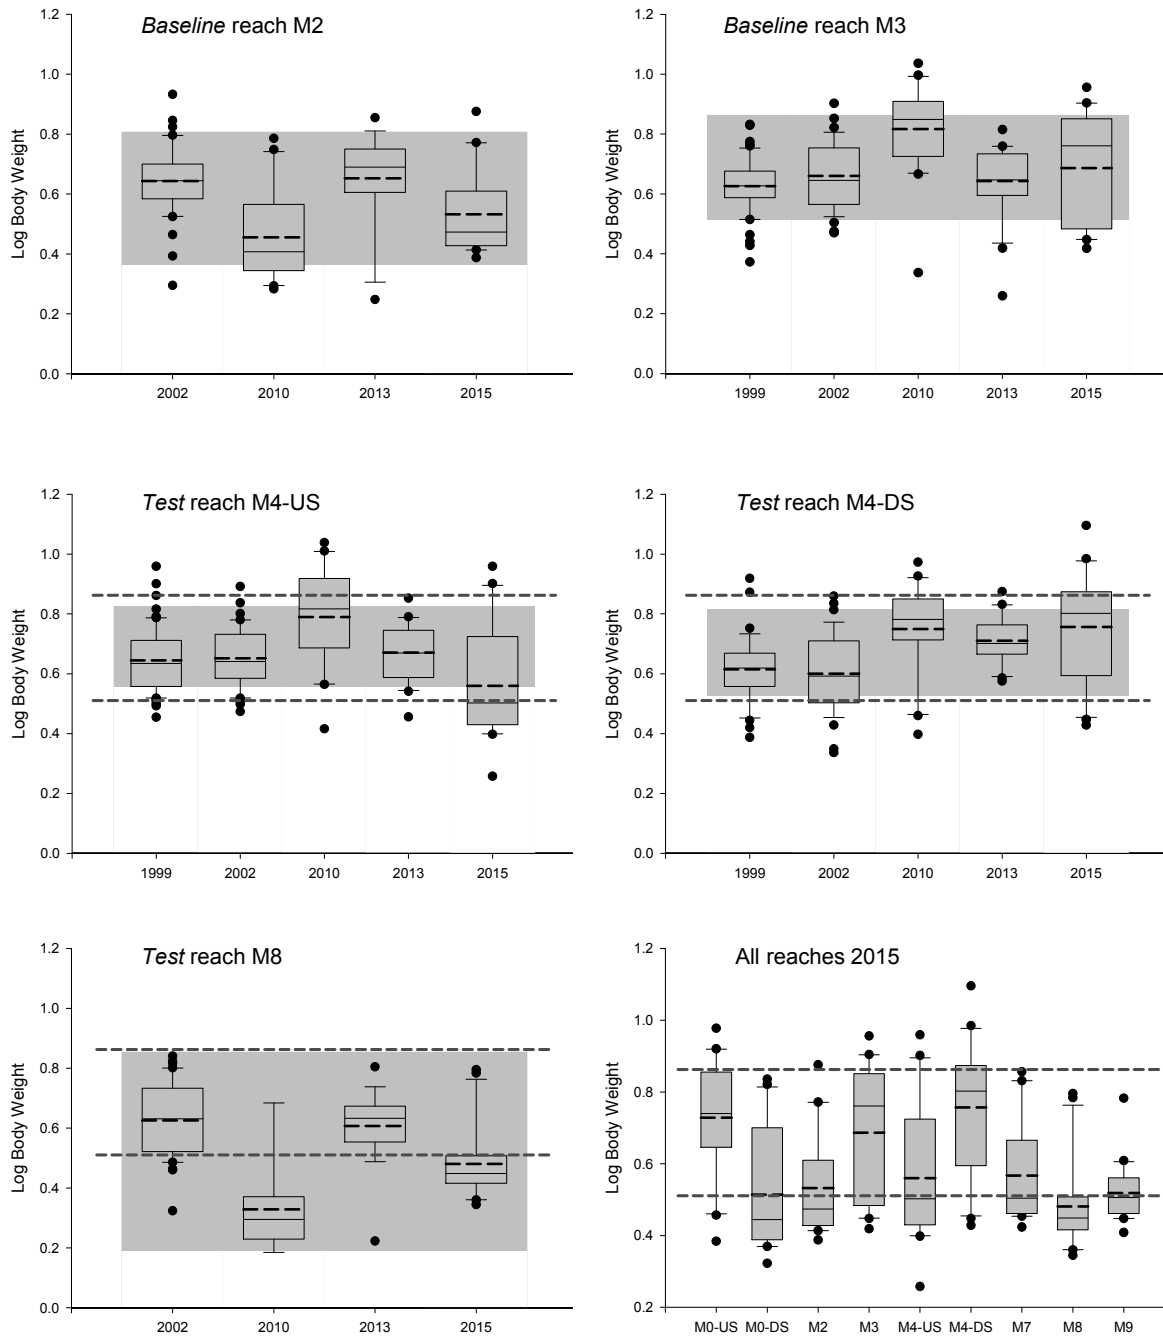 Baseline reach M2
Log Body Weight
1.2
1.0
0.8
0.6
0.4
0.2
0.0
2002 2010 2013 2015
Baseline reach M3
Log Body Weight
1.2
1.0
0.8
0.6
0.4
0.2
0.0
1999 2002 2010 2013 2015
Test reach M4-US
Log Body Weight
1.2
1.0
0.8
0.6
0.4
0.2
0.0
1999 2002 2010 2013 2015
Test reach M4-DS
Log Body Weight
1.2
1.0
0.8
0.6
0.4
0.2
0.0
1999 2002 2010 2013 2015
Test reach M8
Log Body Weight
1.2
1.0
0.8
0.6
0.4
0.2
0.0
2002 2010 2013 2015
All reaches 2015
Log Body Weight
1.2
1.0
0.8
0.6
0.4
0.2
M0-US M0-DS M2 M3 M4-US M4-DS M7 M8 M9